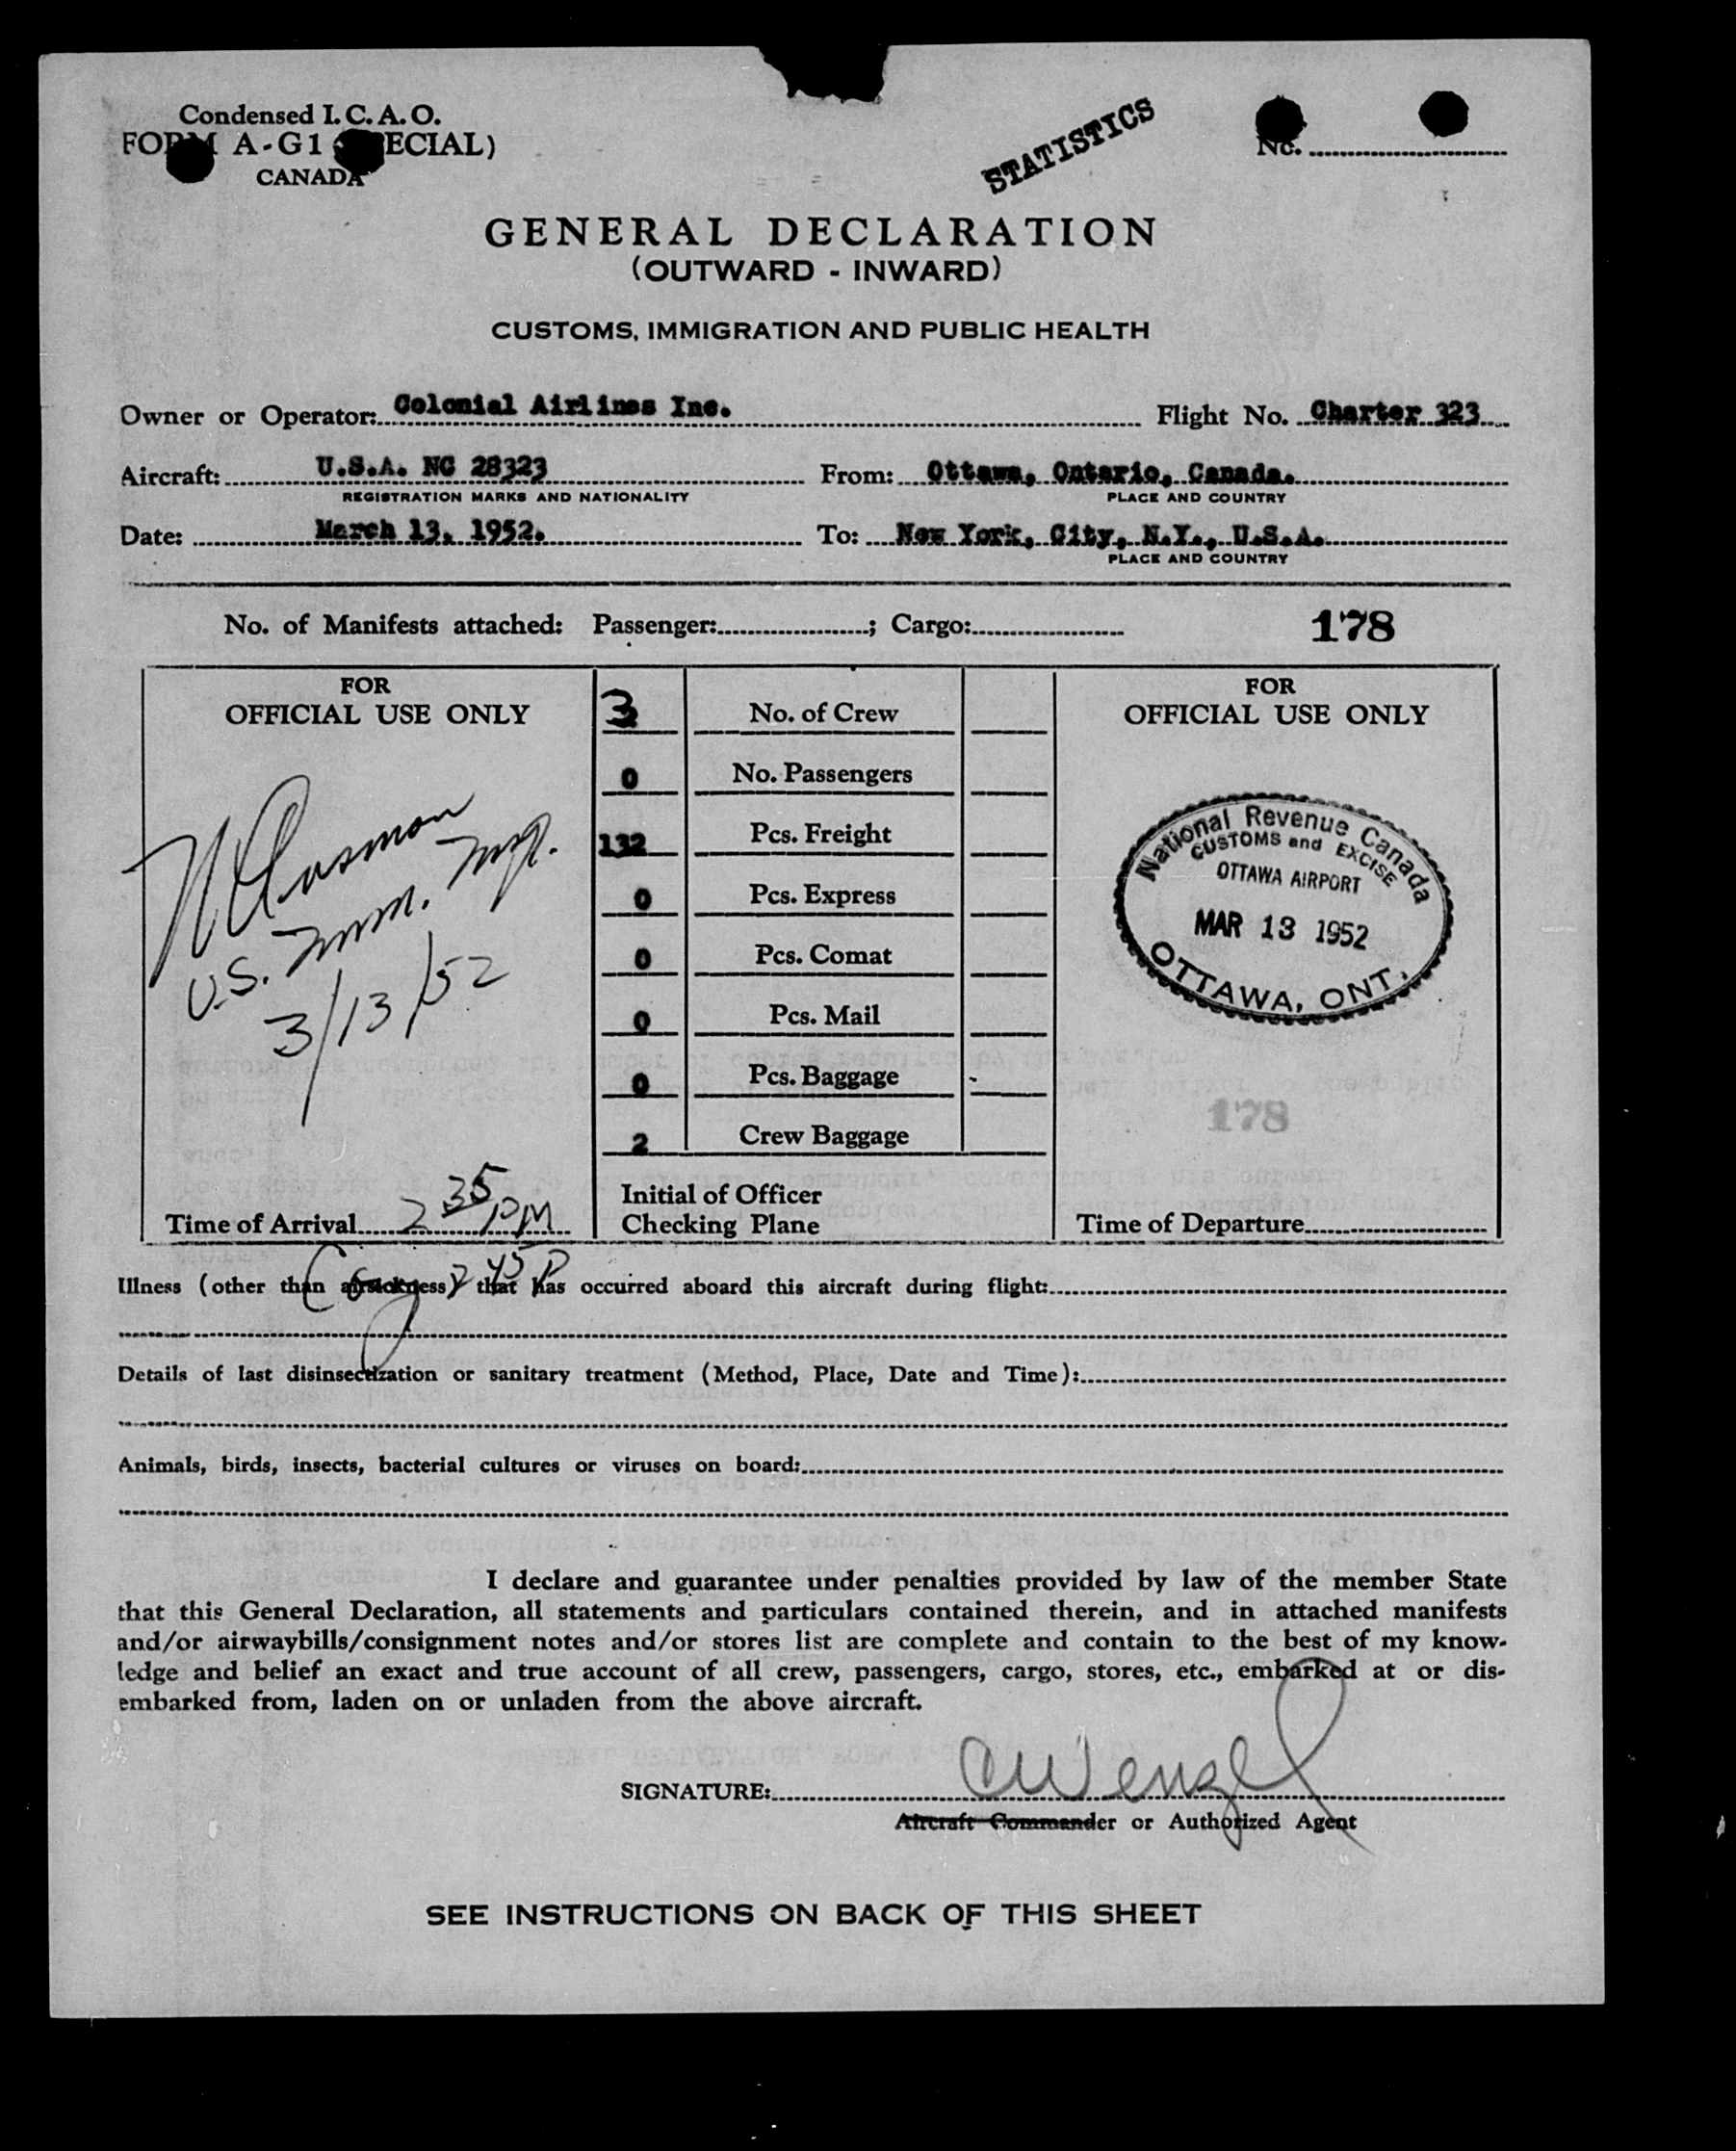 Condensed I.C.A.O.
FORM A-G1 (SPECIAL)
CANADA
STATISTICS
No.
GENERAL DECLARATION
(OUTWARD - INWARD)
CUSTOMS, IMMIGRATION AND PUBLIC HEALTH
Owner or Operator: Colonial Airlines Inc. Flight No. Charter 323
Aircraft: U.S.A. NC 28323 From: Ottawa, Ontario, Canada.
REGISTRATION MARKS AND NATIONALITY PLACE AND COUNTRY
Date: March 13, 1952. To: New York, City, N.Y., U.S.A.
PLACE AND COUNTRY
No. of Manifests attached: Passenger: ; Cargo: 178
FOR
OFFICIAL USE ONLY
U.S. Imm. Insp.
3/13/52
Time of Arrival 2 35 PM
3 No. of Crew
0 No. Passengers
132 Pcs. Freight
0 Pcs. Express
0 Pcs. Comat
0 Pcs. Mail
0 Pcs. Baggage
2 Crew Baggage
Initial of Officer
Checking Plane
FOR
OFFICIAL USE ONLY
National Revenue Canada
CUSTOMS and EXCISE
OTTAWA AIRPORT
MAR 13 1952
OTTAWA, ONT.
178
Time of Departure
2 45 P
Illness (other than airsickness) that has occurred aboard this aircraft during flight:
Details of last disinsectization or sanitary treatment (Method, Place, Date and Time):
Animals, birds, insects, bacterial cultures or viruses on board:
I declare and guarantee under penalties provided by law of the member State
that this General Declaration, all statements and particulars contained therein, and in attached manifests
and/or airwaybills/consignment notes and/or stores list are complete and contain to the best of my know-
ledge and belief an exact and true account of all crew, passengers, cargo, stores, etc., embarked at or dis-
embarked from, laden on or unladen from the above aircraft.
SIGNATURE: CWenzel
Aircraft Commander or Authorized Agent
SEE INSTRUCTIONS ON BACK OF THIS SHEET